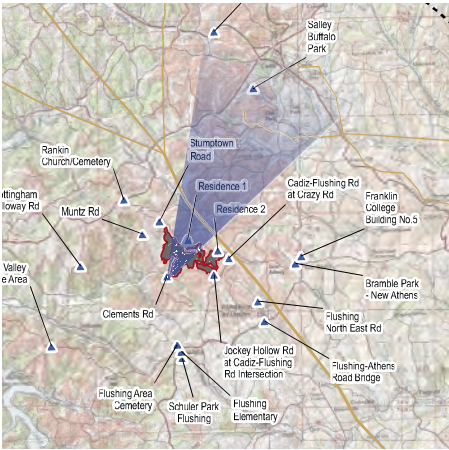 Salley
Buffalo
Park
Stumptown
Road
Rankin
Church/Cemetery
Residence 1
Cadiz-Flushing Rd
at Crazy Rd
Franklin
College
Building No.5
ttingham
lloway Rd
Muntz Rd
Residence 2
Valley
e Area
Bramble Park
- New Athens
Clements Rd
Flushing
North East Rd
Jockey Hollow Rd
at Cadiz-Flushing
Rd Intersection
Flushing-Athens
Road Bridge
Flushing Area
Cemetery
Schuler Park
Flushing
Flushing
Elementary